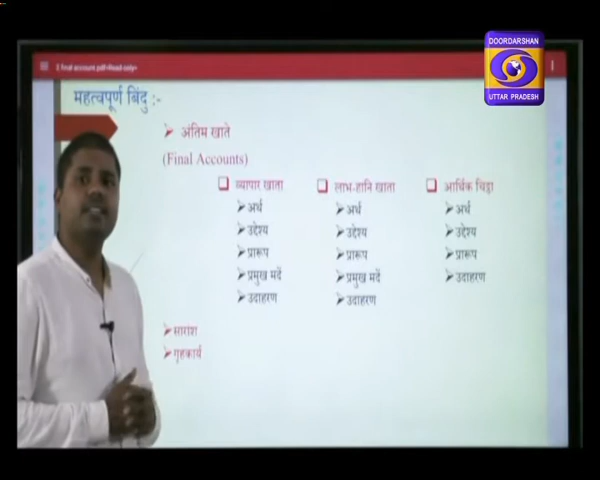 DOORDARSHAN
UTTAR PRADESH
2 final account.pdf•Read-only•
महत्वपूर्ण बिंदु :-
➤ अंतिम खाते
(Final Accounts)
❑ व्यापार खाता ❑ लाभ-हानि खाता ❑ आर्थिक चिट्ठा
➤अर्थ ➤अर्थ ➤अर्थ
➤उद्देश्य ➤उद्देश्य ➤उद्देश्य
➤प्रारूप ➤प्रारूप ➤प्रारूप
➤प्रमुख मदें ➤प्रमुख मदें ➤उदाहरण
➤उदाहरण ➤उदाहरण
➤सारांश
➤गृहकार्य